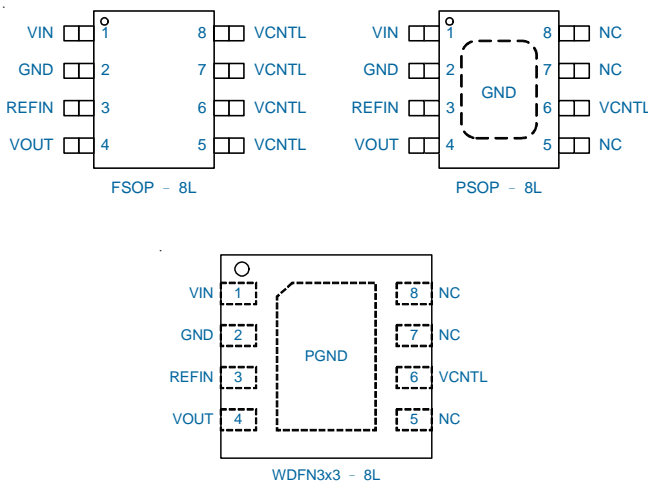 VIN 1 8 VCNTL
GND 2 7 VCNTL
REFIN 3 6 VCNTL
VOUT 4 5 VCNTL
FSOP - 8L
VIN 1 8 NC
GND 2 7 NC
GND
REFIN 3 6 VCNTL
VOUT 4 5 NC
PSOP - 8L
VIN 1 8 NC
GND 2 7 NC
PGND
REFIN 3 6 VCNTL
VOUT 4 5 NC
WDFN3x3 - 8L